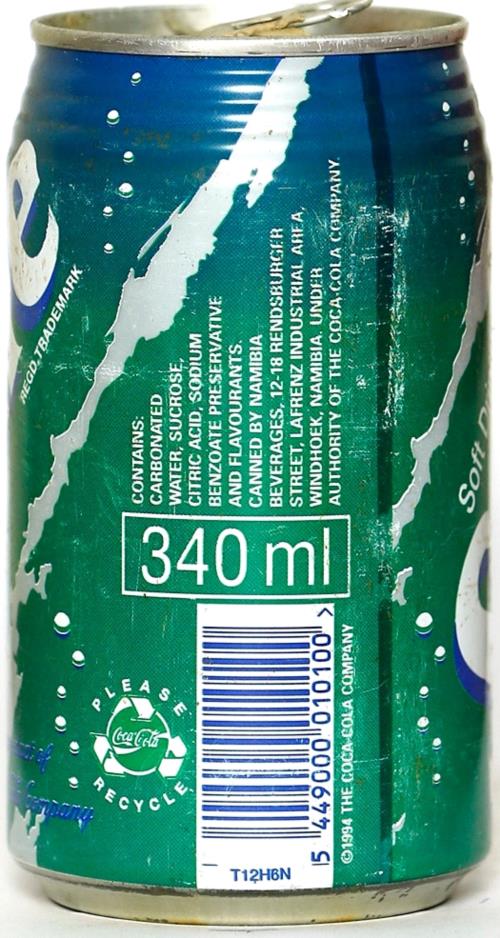 e
REGD. TRADEMARK
CONTAINS:
CARBONATED
WATER, SUCROSE,
CITRIC ACID, SODIUM
BENZOATE PRESERVATIVE
AND FLAVOURANTS.
CANNED BY NAMIBIA
BEVERAGES, 12-18 RENDSBURGER
STREET, LAFRENZ INDUSTRIAL AREA,
WINDHOEK, NAMIBIA. UNDER
AUTHORITY OF THE COCA-COLA COMPANY.
340 ml
PLEASE
Coca-Cola
RECYCLE
5 449000 010100 >
T12H6N
©1994 THE COCA-COLA COMPANY
of
Company
Soft